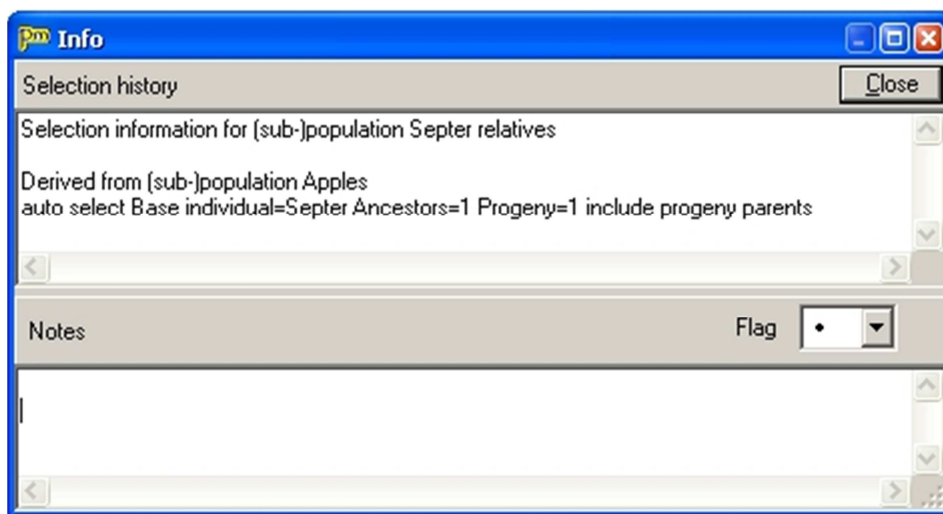 Pm Info
Selection history
Close
Selection information for (sub-)population Septer relatives
Derived from (sub-)population Apples
auto select Base individual=Septer Ancestors=1 Progeny=1 include progeny parents
Notes
Flag